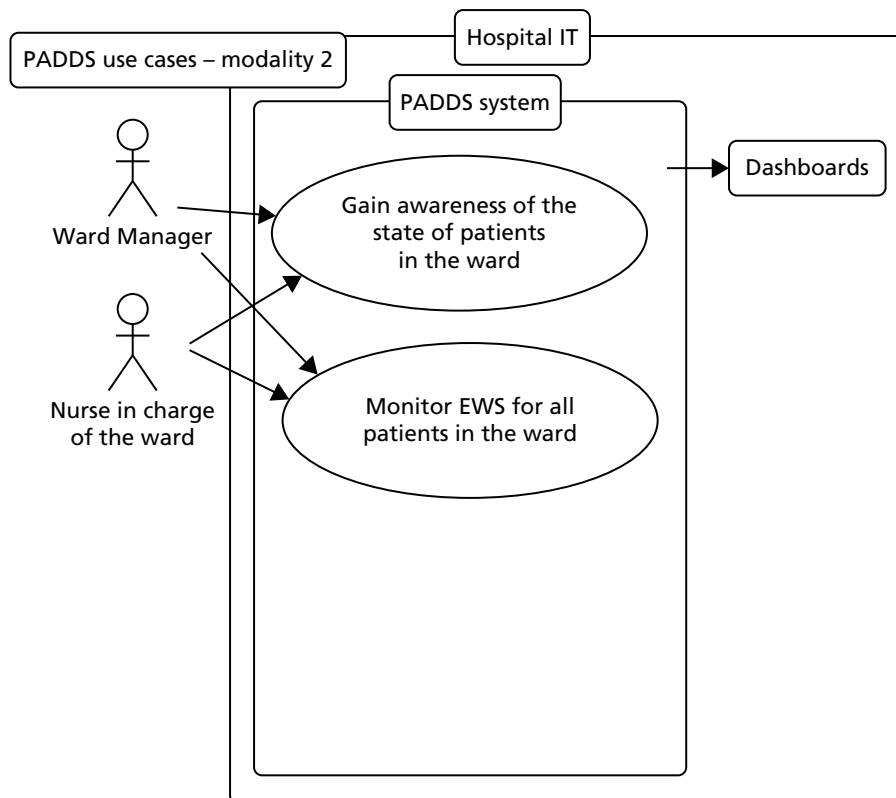 Hospital IT
PADDS use cases – modality 2
PADDS system
Dashboards
Gain awareness of the
state of patients
in the ward
Ward Manager
Nurse in charge
of the ward
Monitor EWS for all
patients in the ward